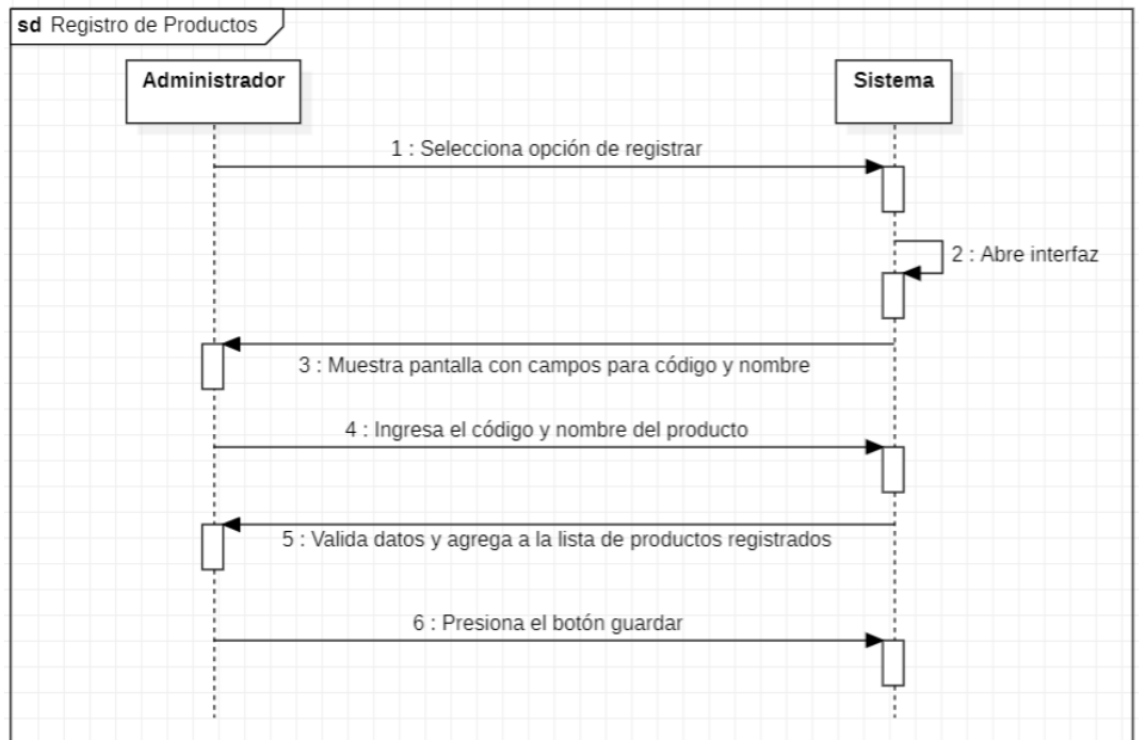 sd Registro de Productos
Administrador
Sistema
1 : Selecciona opción de registrar
2 : Abre interfaz
3 : Muestra pantalla con campos para código y nombre
4 : Ingresa el código y nombre del producto
5 : Valida datos y agrega a la lista de productos registrados
6 : Presiona el botón guardar